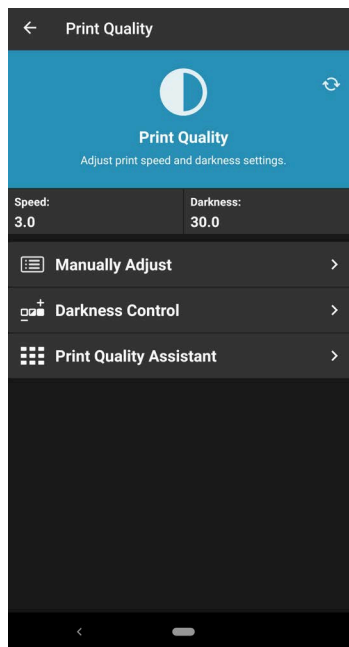 Print Quality
Print Quality
Adjust print speed and darkness settings.
Speed:
3.0
Darkness:
30.0
Manually Adjust
Darkness Control
Print Quality Assistant